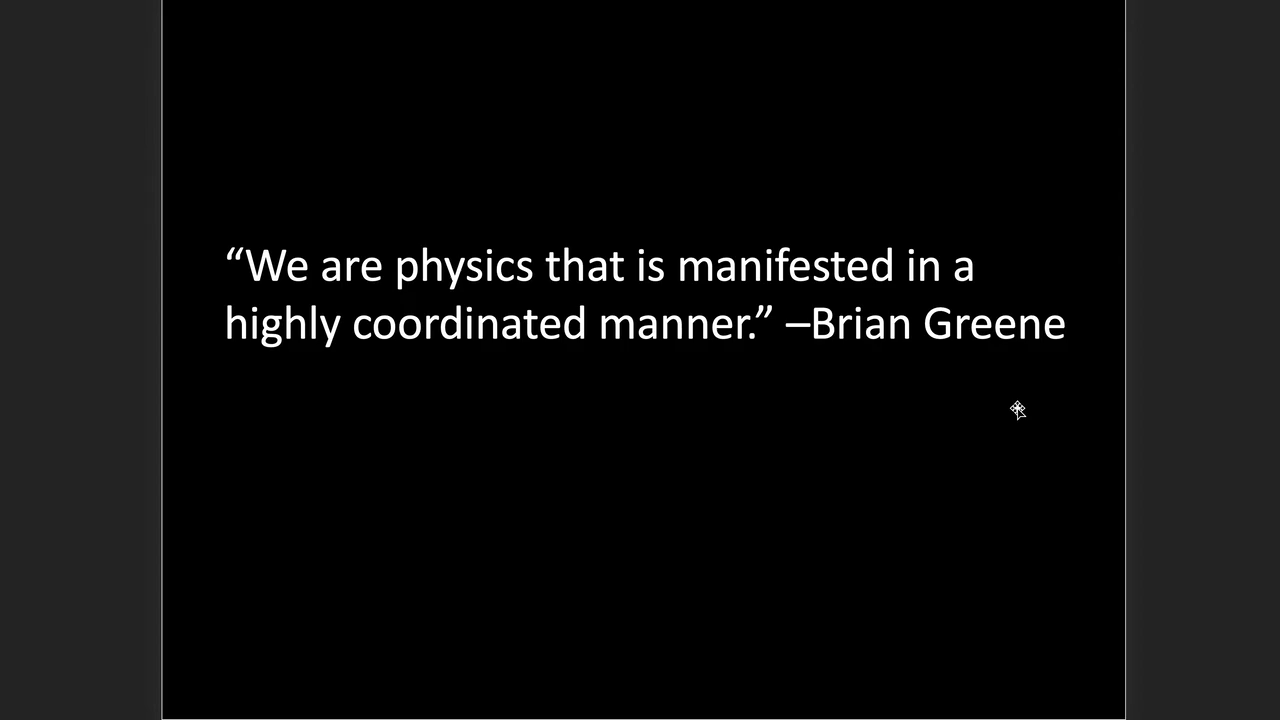 “We are physics that is manifested in a
highly coordinated manner.” –Brian Greene